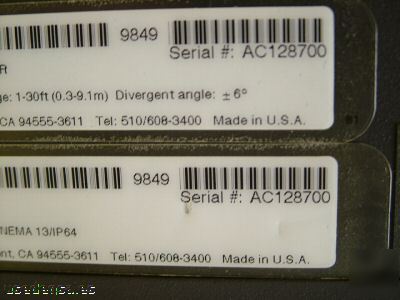 9849
Serial #: AC128700
R
ge: 1-30ft (0.3-9.1m) Divergent angle: ± 6°
CA 94555-3611 Tel: 510/608-3400 Made in U.S.A.
9849
Serial #: AC128700
NEMA 13/IP64
ont, CA 94555-3611 Tel: 510/608-3400 Made in U.S.A.